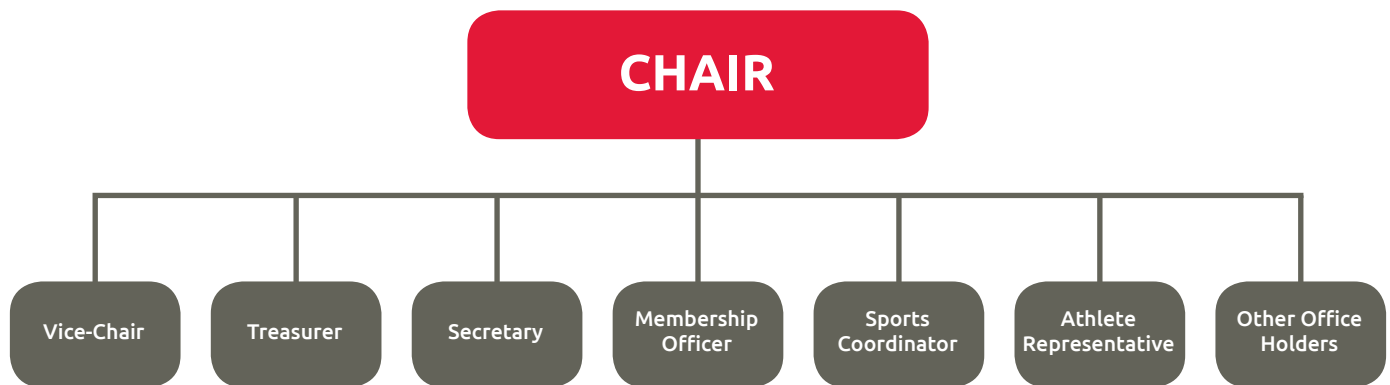 CHAIR
Vice-Chair
Treasurer
Secretary
Membership
Officer
Sports
Coordinator
Athlete
Representative
Other Office
Holders